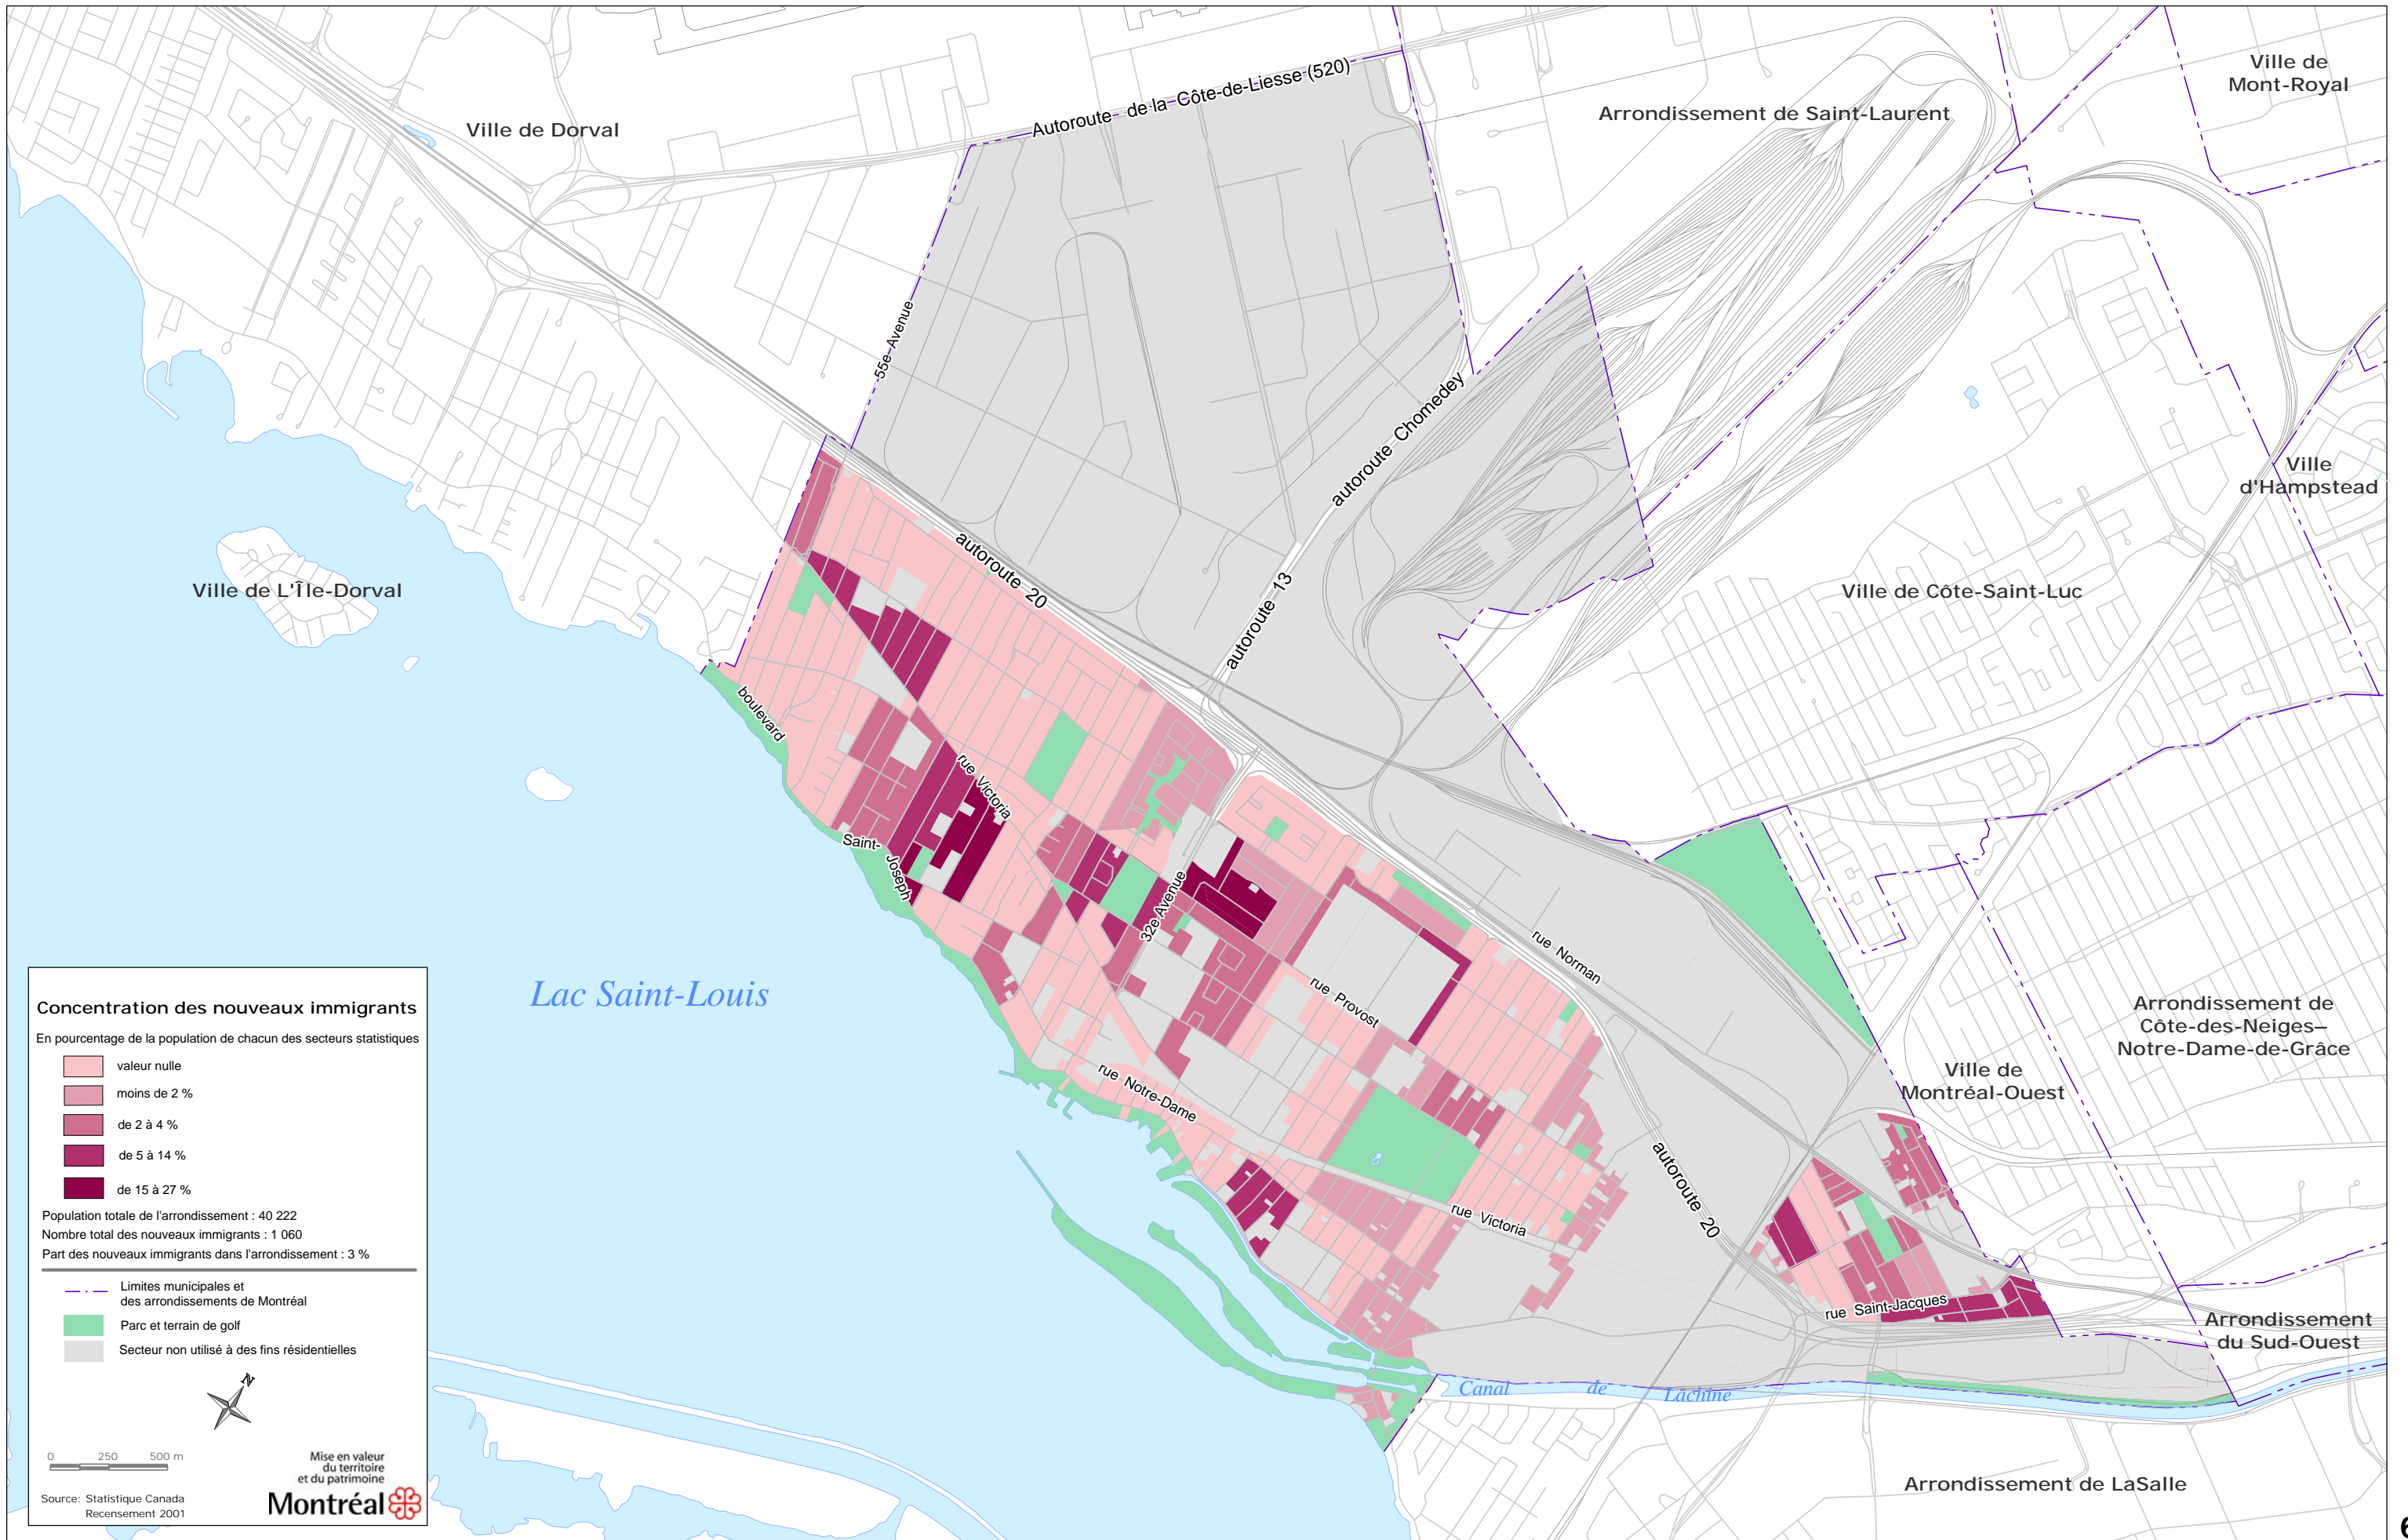 Ville de
Mont-Royal
Arrondissement de Saint-Laurent
Ville de Dorval
Autoroute de la Côte-de-Liesse (520)
55e Avenue
autoroute Chomedey
Ville
d'Hampstead
autoroute 20
autoroute 13
Ville de L'Île-Dorval
Ville de Côte-Saint-Luc
boulevard
Saint-
Joseph
rue Victoria
32e Avenue
rue Norman
rue Provost
Lac Saint-Louis
Arrondissement de
Côte-des-Neiges–
Notre-Dame-de-Grâce
Ville de
Montréal-Ouest
rue Notre-Dame
autoroute 20
rue Victoria
rue Saint-Jacques
Arrondissement
du Sud-Ouest
Canal de Lachine
Arrondissement de LaSalle
Concentration des nouveaux immigrants
En pourcentage de la population de chacun des secteurs statistiques
valeur nulle
moins de 2 %
de 2 à 4 %
de 5 à 14 %
de 15 à 27 %
Population totale de l'arrondissement : 40 222
Nombre total des nouveaux immigrants : 1 060
Part des nouveaux immigrants dans l'arrondissement : 3 %
Limites municipales et
des arrondissements de Montréal
Parc et terrain de golf
Secteur non utilisé à des fins résidentielles
N
0 250 500 m
Mise en valeur
du territoire
et du patrimoine
Montréal
Source: Statistique Canada
Recensement 2001